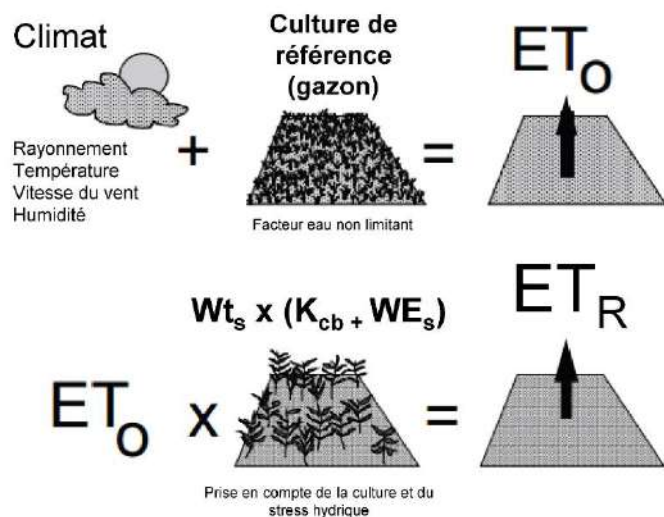 Climat
Rayonnement
Température
Vitesse du vent
Humidité
+
Culture de
référence
(gazon)
Facteur eau non limitant
=
ETo
Wts x (Kcb + WEs)
ETo x
Prise en compte de la culture et du
stress hydrique
=
ETR